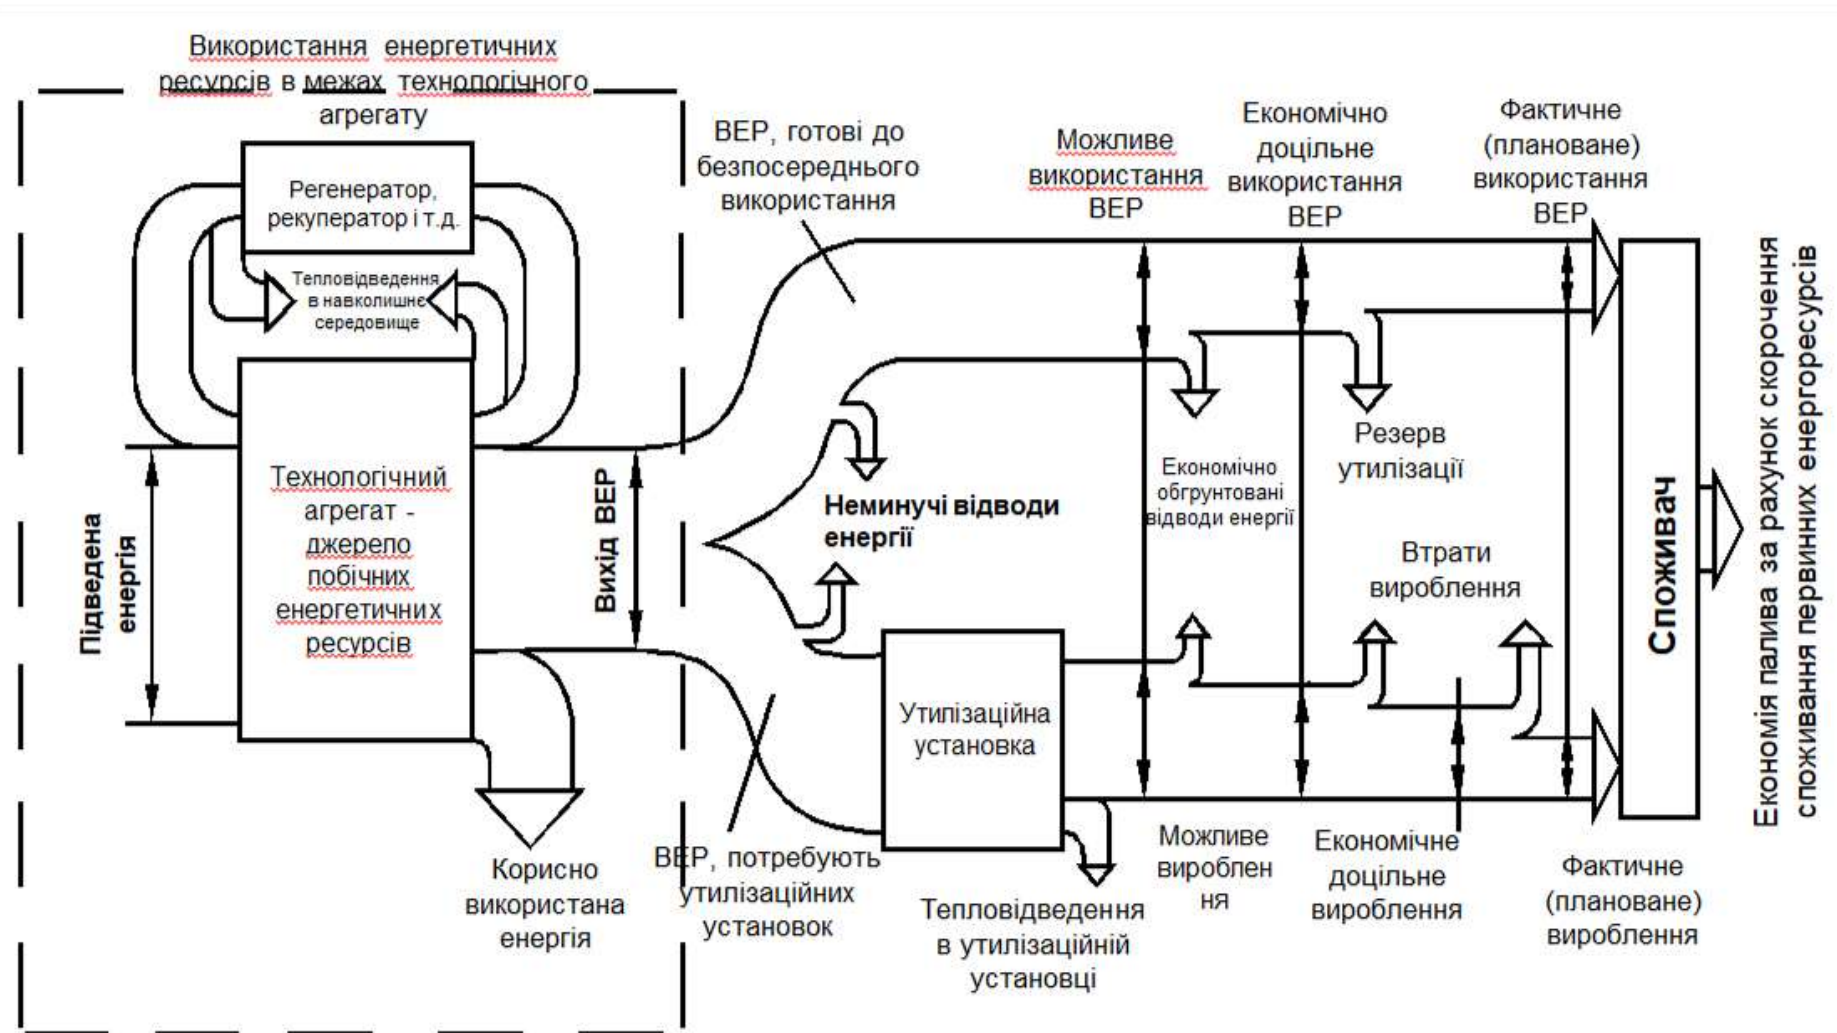 Використання енергетичних
ресурсів в межах технологічного
агрегату
Регенератор,
рекуператор і т.д.
Тепловідведення
в навколишнє
середовище
Підведена
енергія
Технологічний
агрегат -
джерело
побічних
енергетичних
ресурсів
Вихід ВЕР
Корисно
використана
енергія
ВЕР, готові до
безпосереднього
використання
Можливе
використання
ВЕР
Економічно
доцільне
використання
ВЕР
Фактичне
(плановане)
використання
ВЕР
Неминучі відводи
енергії
Економічно
обгрунтовані
відводи енергії
Резерв
утилізації
Втрати
вироблення
Утилізаційна
установка
ВЕР, потребують
утилізаційних
установок
Тепловідведення
в утилізаційній
установці
Можливе
вироблен
ня
Економічне
доцільне
вироблення
Фактичне
(плановане)
вироблення
Споживач
Економія палива за рахунок скорочення
споживання первинних енергоресурсів